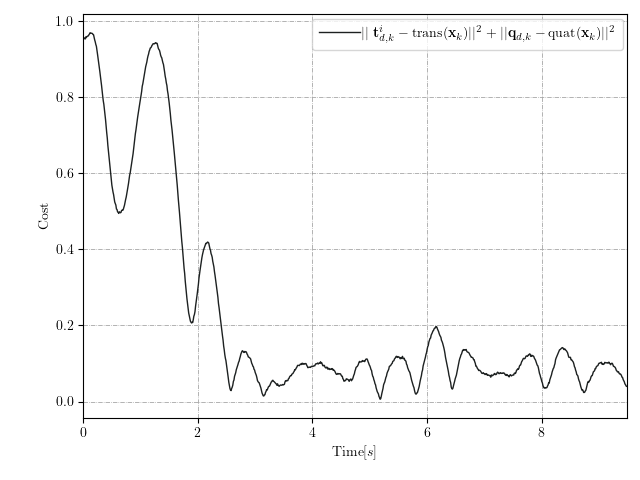 || t^i_{d,k} − trans(x_k)||² + ||q_{d,k} − quat(x_k)||²
1.0
0.8
0.6
0.4
0.2
0.0
Cost
0 2 4 6 8
Time[s]